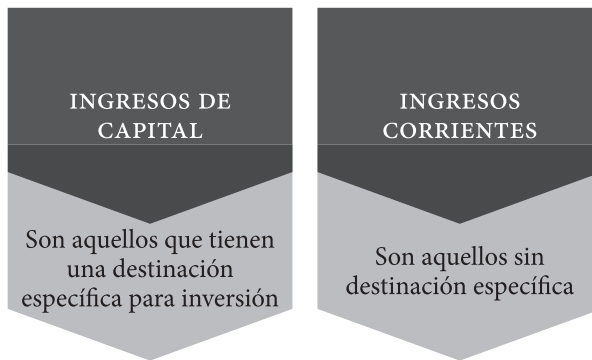 INGRESOS DE
CAPITAL
Son aquellos que tienen
una destinación
específica para inversión
INGRESOS
CORRIENTES
Son aquellos sin
destinación específica